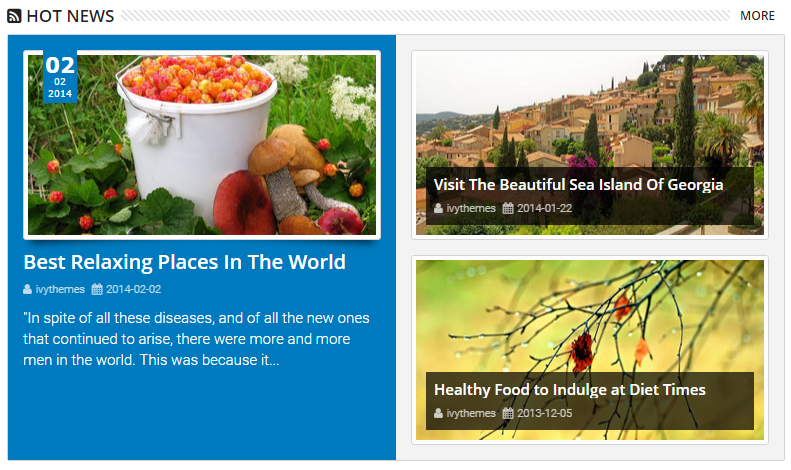 HOT NEWS
MORE
02
02
2014
Best Relaxing Places In The World
ivythemes 2014-02-02
"In spite of all these diseases, and of all the new ones
that continued to arise, there were more and more
men in the world. This was because it...
Visit The Beautiful Sea Island Of Georgia
ivythemes 2014-01-22
Healthy Food to Indulge at Diet Times
ivythemes 2013-12-05